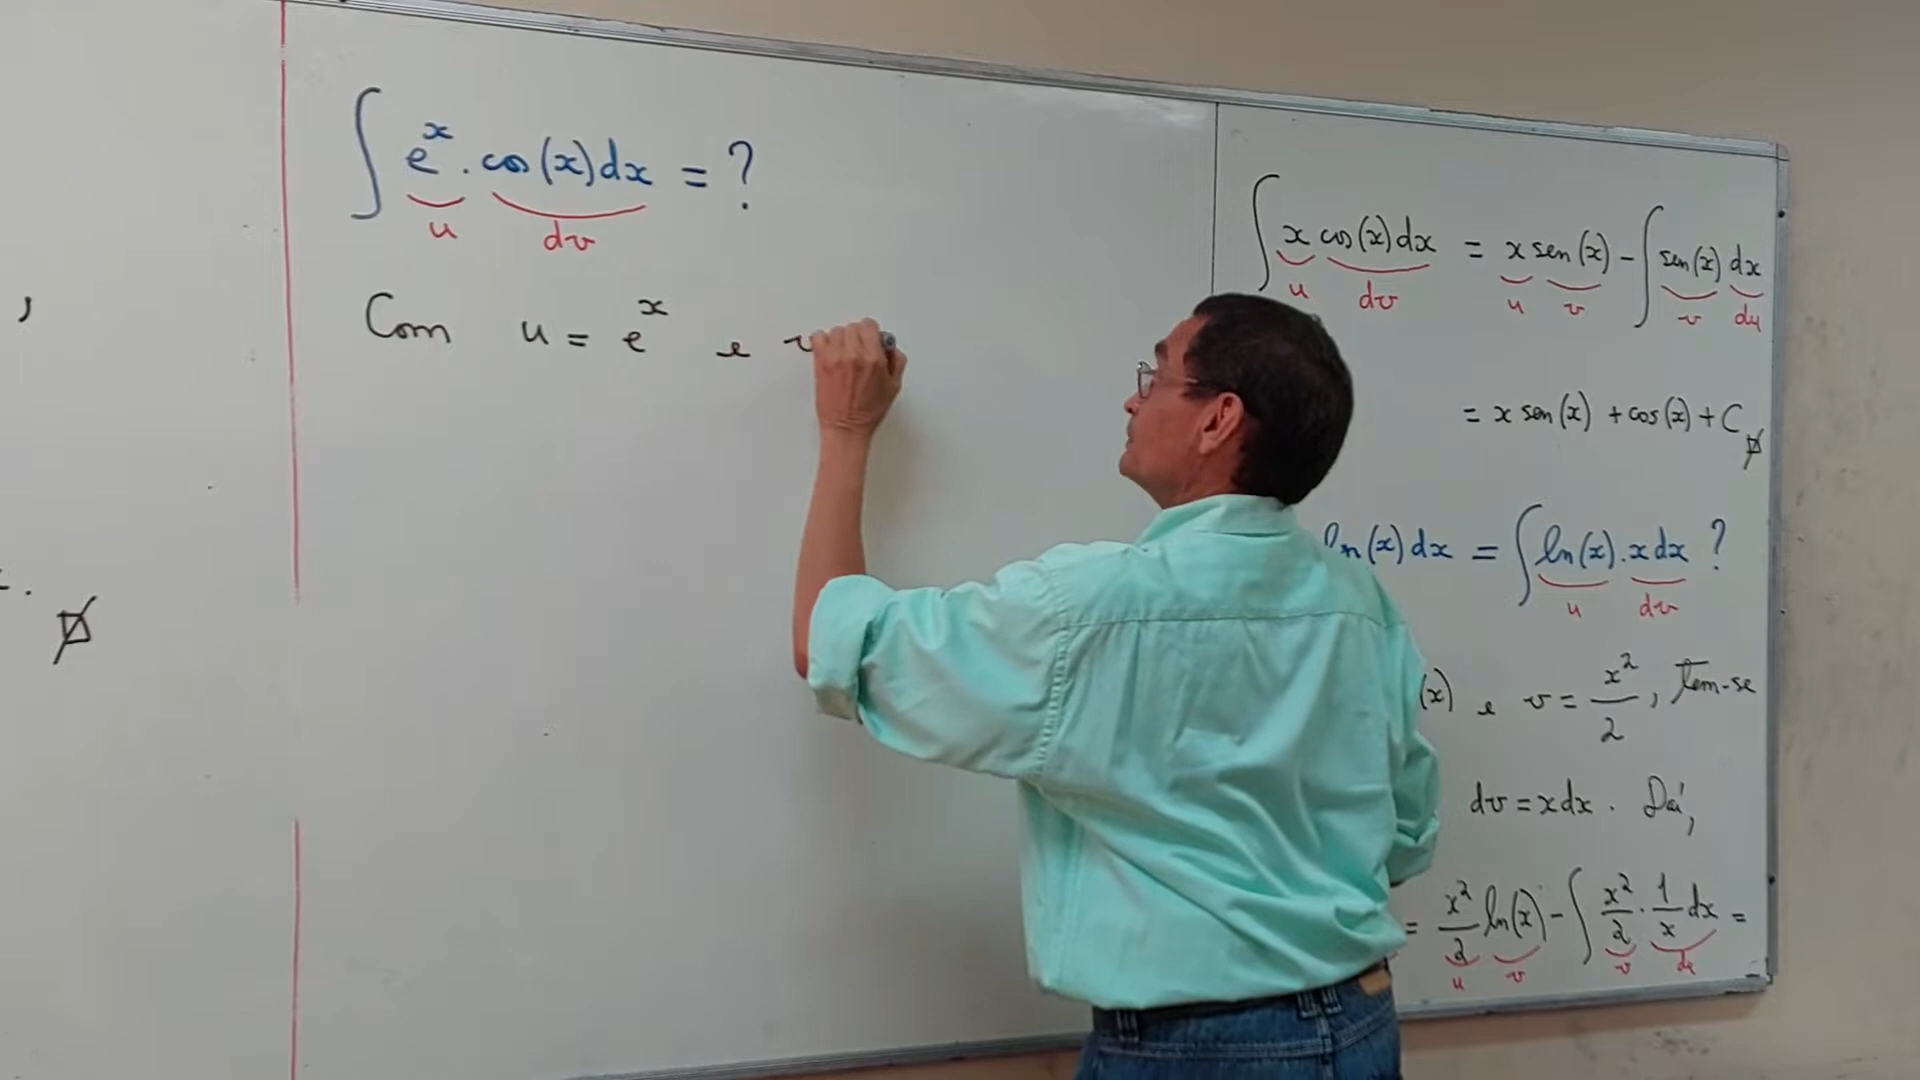 ∫ e^x . cos(x)dx = ?
u dv
Com u = e^x e v
∫ x cos(x)dx = x sen(x) - ∫ sen(x) dx
u dv u v v du
= x sen(x) + cos(x) + C
ln(x)dx = ∫ ln(x) . x dx ?
u dv
(x) e v = x²/2, Tem-se
dv = xdx . Daí,
= x²/2 ln(x) - ∫ x²/2 . 1/x dx =
u v v du